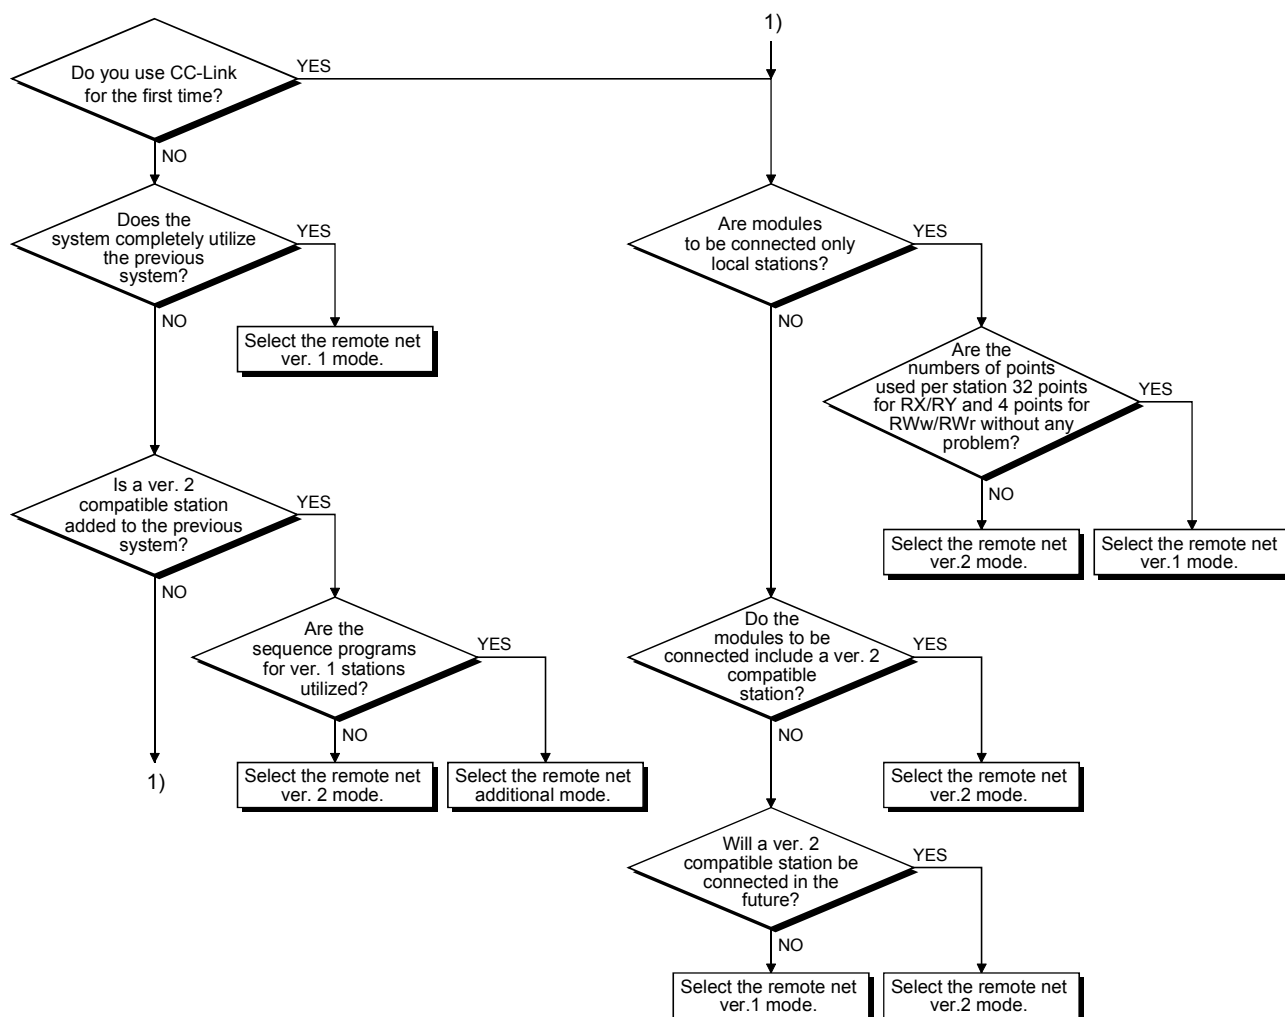 Do you use CC-Link
for the first time?
YES
NO
Does the
system completely utilize
the previous
system?
YES
NO
Select the remote net
ver. 1 mode.
Is a ver. 2
compatible station
added to the previous
system?
YES
NO
1)
Are the
sequence programs
for ver. 1 stations
utilized?
YES
NO
Select the remote net
ver. 2 mode.
Select the remote net
additional mode.
1)
Are modules
to be connected only
local stations?
YES
NO
Are the
numbers of points
used per station 32 points
for RX/RY and 4 points for
RWw/RWr without any
problem?
YES
NO
Select the remote net
ver.2 mode.
Select the remote net
ver.1 mode.
Do the
modules to be
connected include a ver. 2
compatible
station?
YES
NO
Select the remote net
ver.2 mode.
Will a ver. 2
compatible station be
connected in the
future?
YES
NO
Select the remote net
ver.1 mode.
Select the remote net
ver.2 mode.